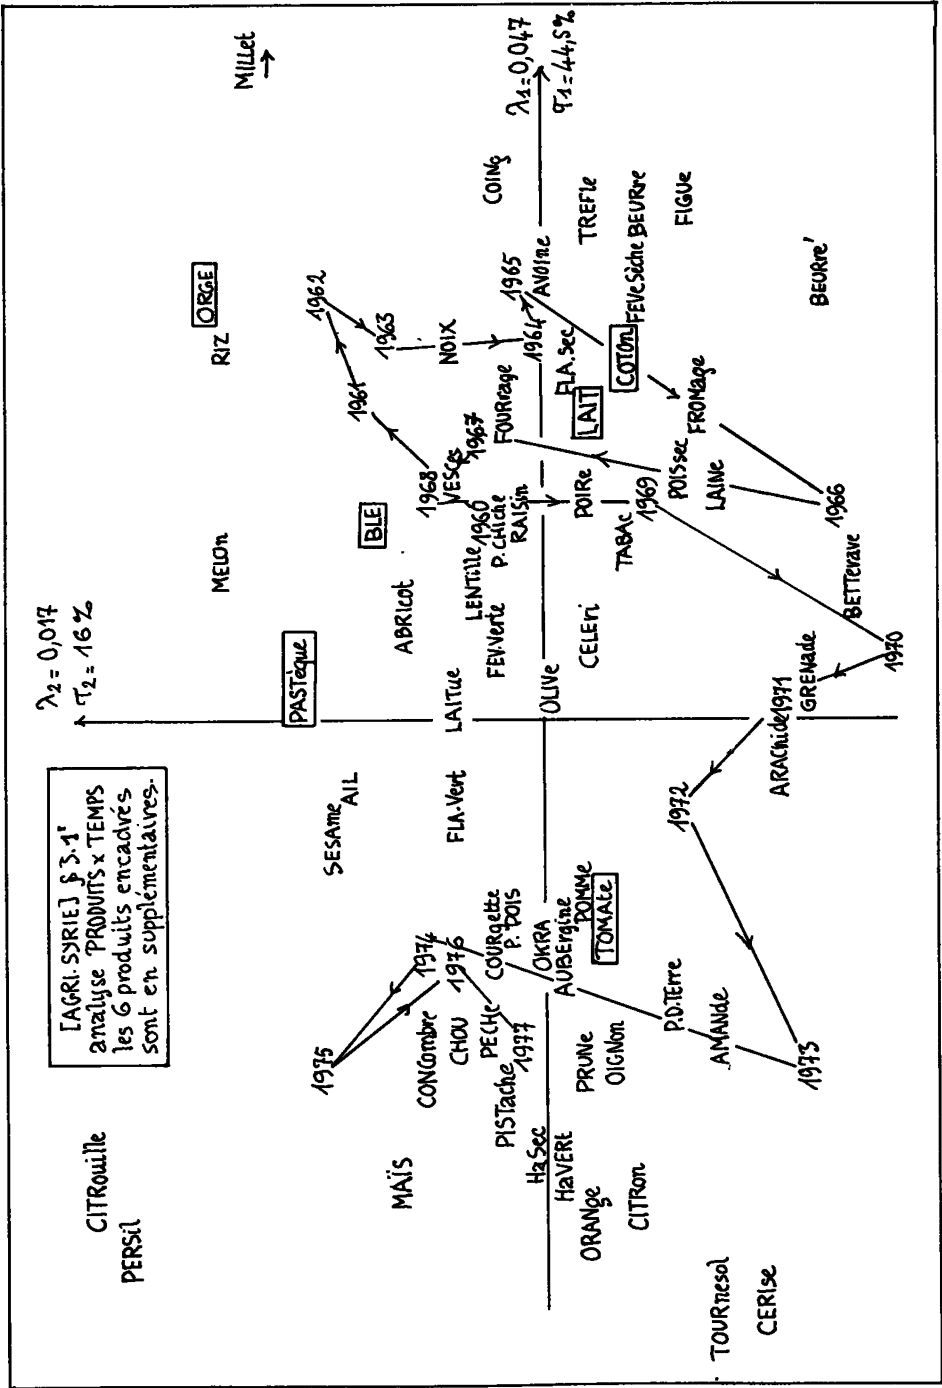 λ2 = 0,017
τ2 = 16 %
[AGRI.SYRIE] § 3.1'
analyse PRODUITS x TEMPS
les 6 produits encadrés
sont en supplémentaires.
CITRouille
PERSil
ORGE
MELON
RIZ
MILLet
PASTèque
1962
1975
SESAme
AIL
1961
BLE
1963
MAÏS
ABRicot
1974
CONCombre
1968
NOIX
CHOU
1976
FLA.Vert
LAITue
VESCes
1967
LENTille 1960
PECHe
COURgette
FEV.Verte
P.CHiche
COINg
PISTache
P.POIS
FOURrage
1977
RAISin
1965
λ1 = 0,047
1964
HaSec
OKRA
AVOIne
OLIVe
HaVERt
AUBErgine
FLA.Sec
τ1 = 44,5 %
PRUNe
POMMe
POIRe
LAIT
TREFle
ORANge
CELEri
TOMAte
OIGNon
TABAc
COTOn
CITRon
FEVeSèche BEURre
1969
P.D.TErre
POISsec
1972
FIGUe
FROMage
LAINe
TOURnesol
AMANde
CERIse
ARAChide 1971
1973
GRENAde
BEURre'
1966
BETTerave
1970